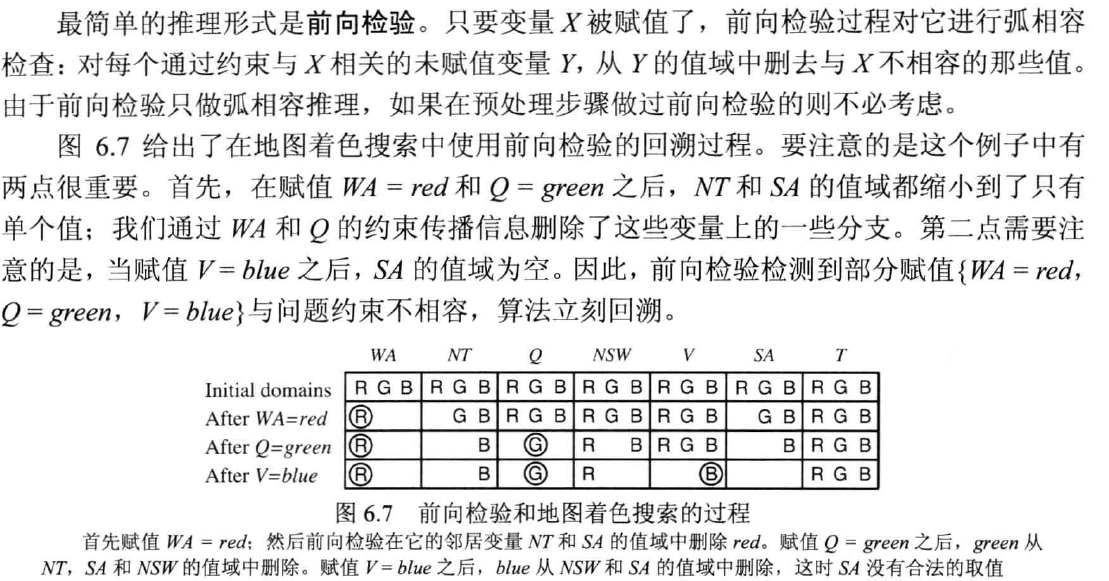 最简单的推理形式是前向检验。只要变量 X 被赋值了，前向检验过程对它进行弧相容
检查：对每个通过约束与 X 相关的未赋值变量 Y，从 Y 的值域中删去与 X 不相容的那些值。
由于前向检验只做弧相容推理，如果在预处理步骤做过前向检验的则不必考虑。
图 6.7 给出了在地图着色搜索中使用前向检验的回溯过程。要注意的是这个例子中有
两点很重要。首先，在赋值 WA = red 和 Q = green 之后，NT 和 SA 的值域都缩小到了只有
单个值；我们通过 WA 和 Q 的约束传播信息删除了这些变量上的一些分支。第二点需要注
意的是，当赋值 V = blue 之后，SA 的值域为空。因此，前向检验检测到部分赋值{WA = red，
Q = green，V = blue}与问题约束不相容，算法立刻回溯。
WA NT Q NSW V SA T
Initial domains R G B R G B R G B R G B R G B R G B R G B
After WA=red Ⓡ G B R G B R G B R G B G B R G B
After Q=green Ⓡ B Ⓖ R B R G B B R G B
After V=blue Ⓡ B Ⓖ R Ⓑ R G B
图 6.7 前向检验和地图着色搜索的过程
首先赋值 WA = red；然后前向检验在它的邻居变量 NT 和 SA 的值域中删除 red。赋值 Q = green 之后，green 从
NT，SA 和 NSW 的值域中删除。赋值 V = blue 之后，blue 从 NSW 和 SA 的值域中删除，这时 SA 没有合法的取值